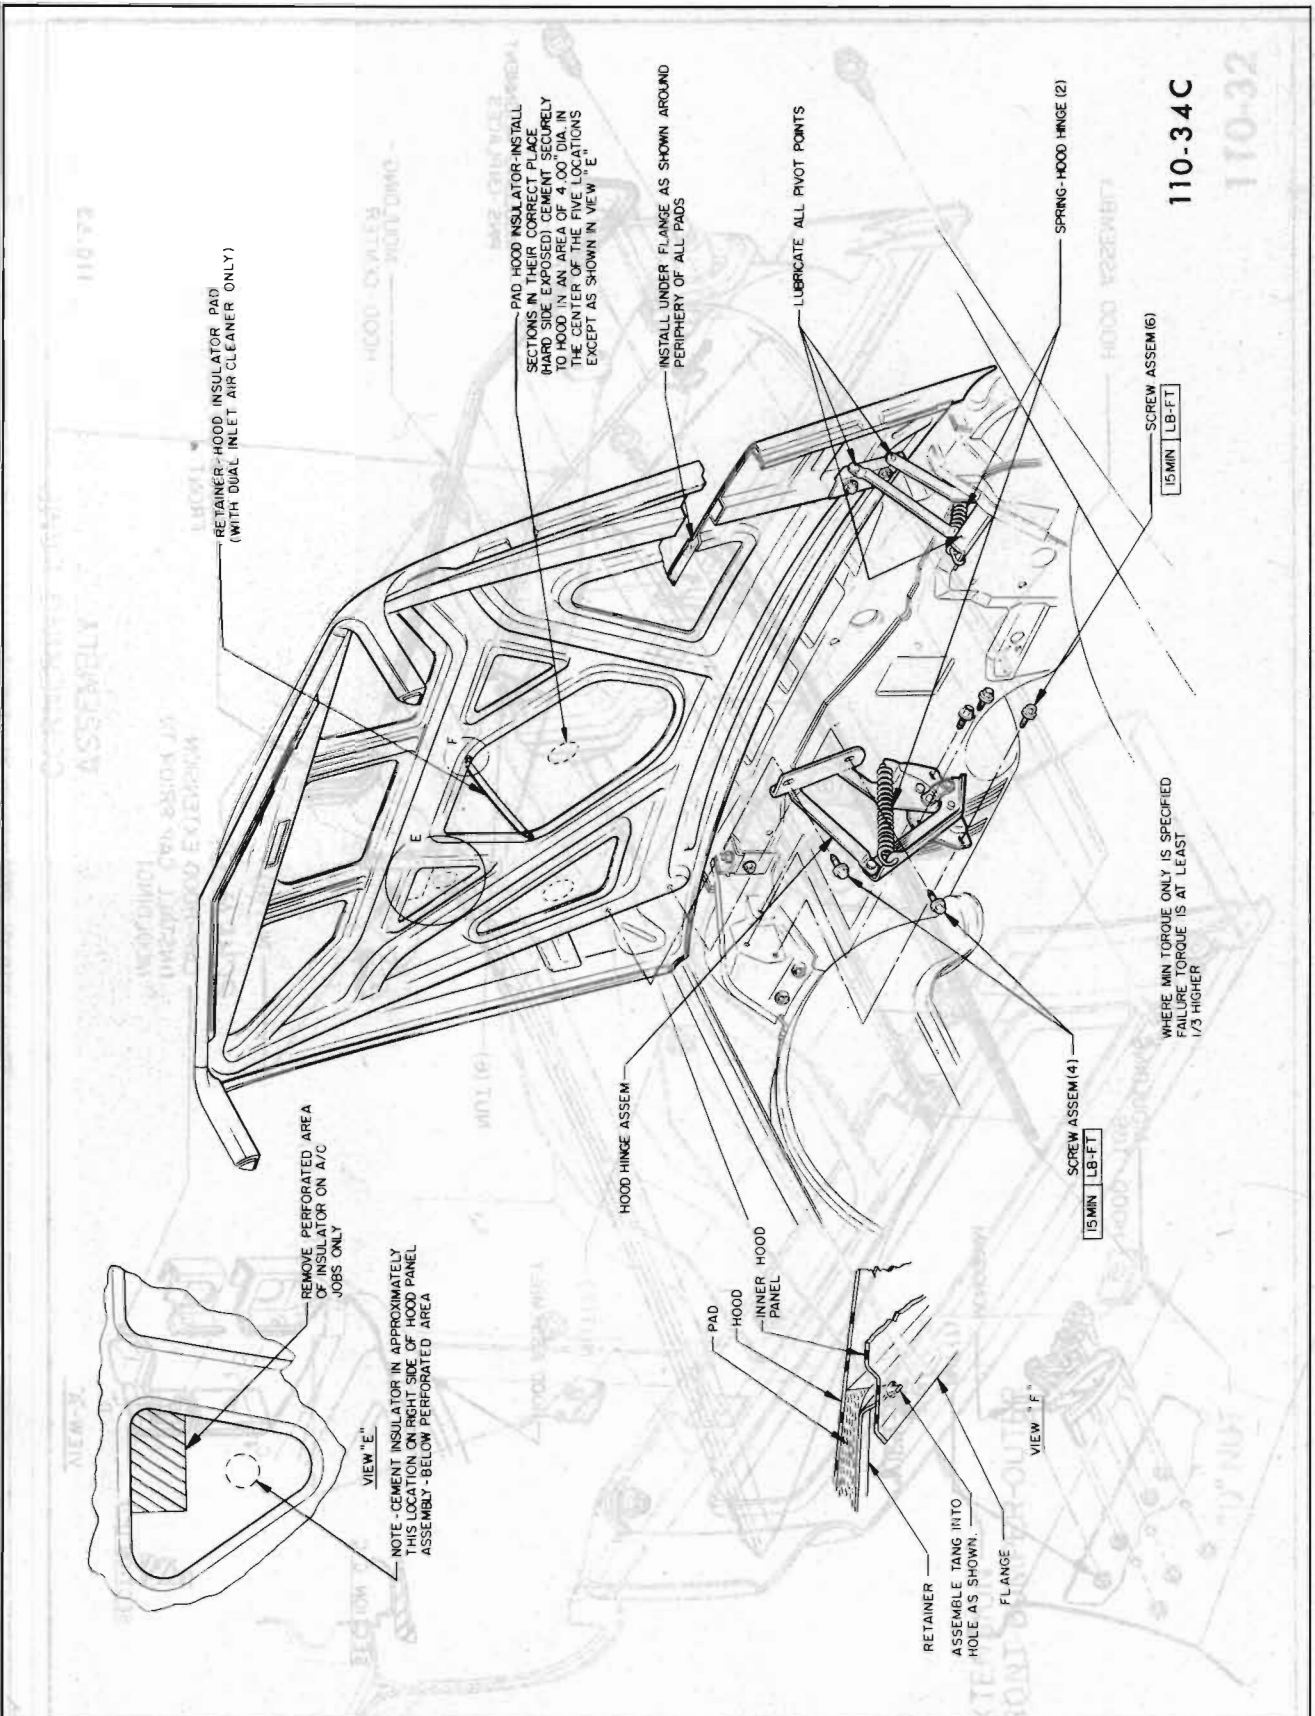 RETAINER-HOOD INSULATOR PAD
(WITH DUAL INLET AIR CLEANER ONLY)
PAD HOOD INSULATOR-INSTALL
SECTIONS IN THEIR CORRECT PLACE
(HARD SIDE EXPOSED) CEMENT SECURELY
TO HOOD IN AN AREA OF 4.00" DIA. IN
THE CENTER OF THE FIVE LOCATIONS
EXCEPT AS SHOWN IN VIEW "E"
INSTALL UNDER FLANGE AS SHOWN AROUND
PERIPHERY OF ALL PADS
LUBRICATE ALL PIVOT POINTS
SPRING-HOOD HINGE (2)
SCREW ASSEM (6)
15 MIN LB-FT
110-34C
E
F
REMOVE PERFORATED AREA
OF INSULATOR ON A/C
JOBS ONLY
VIEW "E"
NOTE - CEMENT INSULATOR IN APPROXIMATELY
THIS LOCATION ON RIGHT SIDE OF HOOD PANEL
ASSEMBLY - BELOW PERFORATED AREA
HOOD HINGE ASSEM
PAD
HOOD
INNER HOOD
PANEL
RETAINER
ASSEMBLE TANG INTO
HOLE AS SHOWN.
FLANGE
VIEW "F"
SCREW ASSEM (4)
15 MIN LB-FT
WHERE MIN TORQUE ONLY IS SPECIFIED
FAILURE TORQUE IS AT LEAST
1/3 HIGHER
110-32